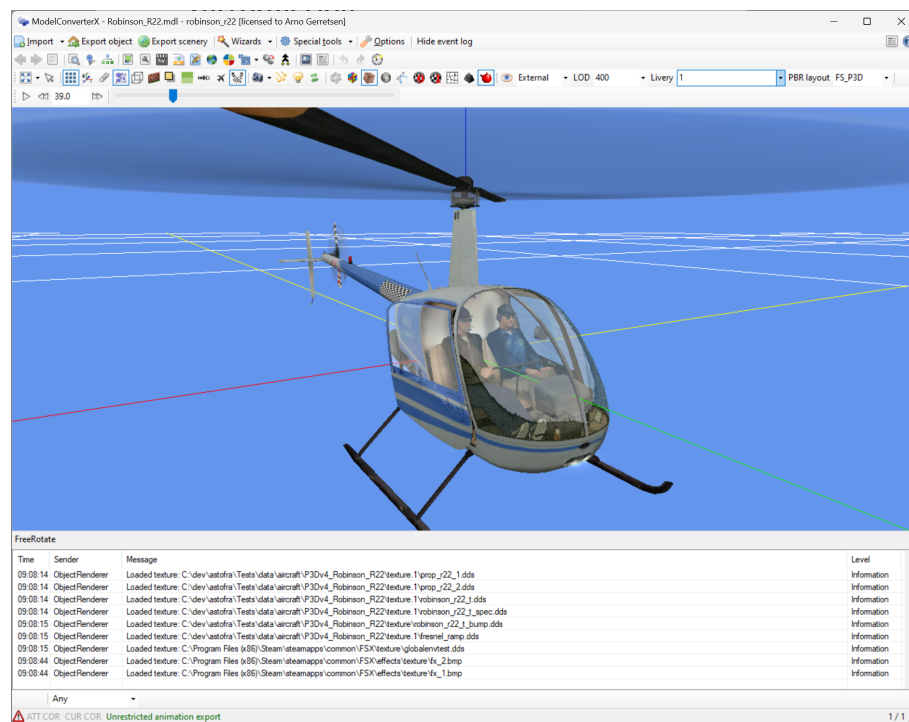 ModelConverterX - Robinson_R22.mdl - robinson_r22 [licensed to Arno Gerretsen]
Import Export object Export scenery Wizards Special tools Options Hide event log
External LOD 400 Livery 1 PBR layout FS_P3D
39.0
FreeRotate
Time Sender Message Level
09:08:14 ObjectRenderer Loaded texture: C:\dev\astofra\Tests\data\aircraft\P3Dv4_Robinson_R22\texture.1\prop_r22_1.dds Information
09:08:14 ObjectRenderer Loaded texture: C:\dev\astofra\Tests\data\aircraft\P3Dv4_Robinson_R22\texture.1\prop_r22_2.dds Information
09:08:14 ObjectRenderer Loaded texture: C:\dev\astofra\Tests\data\aircraft\P3Dv4_Robinson_R22\texture.1\robinson_r22_t.dds Information
09:08:14 ObjectRenderer Loaded texture: C:\dev\astofra\Tests\data\aircraft\P3Dv4_Robinson_R22\texture.1\robinson_r22_t_spec.dds Information
09:08:15 ObjectRenderer Loaded texture: C:\dev\astofra\Tests\data\aircraft\P3Dv4_Robinson_R22\texture\robinson_r22_t_bump.dds Information
09:08:15 ObjectRenderer Loaded texture: C:\dev\astofra\Tests\data\aircraft\P3Dv4_Robinson_R22\texture.1\fresnel_ramp.dds Information
09:08:15 ObjectRenderer Loaded texture: C:\Program Files (x86)\Steam\steamapps\common\FSX\texture\globalenvtest.dds Information
09:08:44 ObjectRenderer Loaded texture: C:\Program Files (x86)\Steam\steamapps\common\FSX\effects\texture\fx_2.bmp Information
09:08:44 ObjectRenderer Loaded texture: C:\Program Files (x86)\Steam\steamapps\common\FSX\effects\texture\fx_1.bmp Information
Any
ATT COR CUR COR Unrestricted animation export 1 / 1